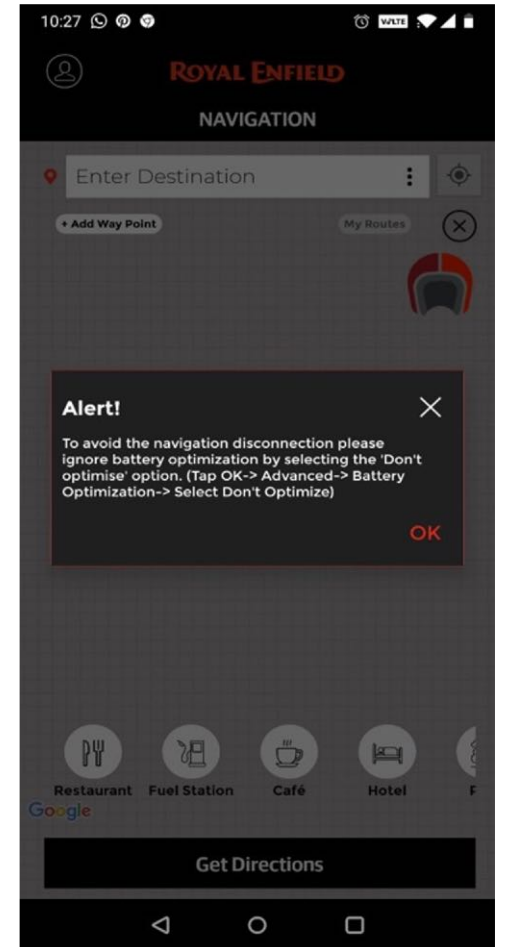 10:27
VoLTE
ROYAL ENFIELD
NAVIGATION
Enter Destination
+ Add Way Point
My Routes
Alert!
To avoid the navigation disconnection please
ignore battery optimization by selecting the 'Don't
optimise' option. (Tap OK-> Advanced-> Battery
Optimization-> Select Don't Optimize)
OK
Restaurant
Fuel Station
Café
Hotel
Google
Get Directions